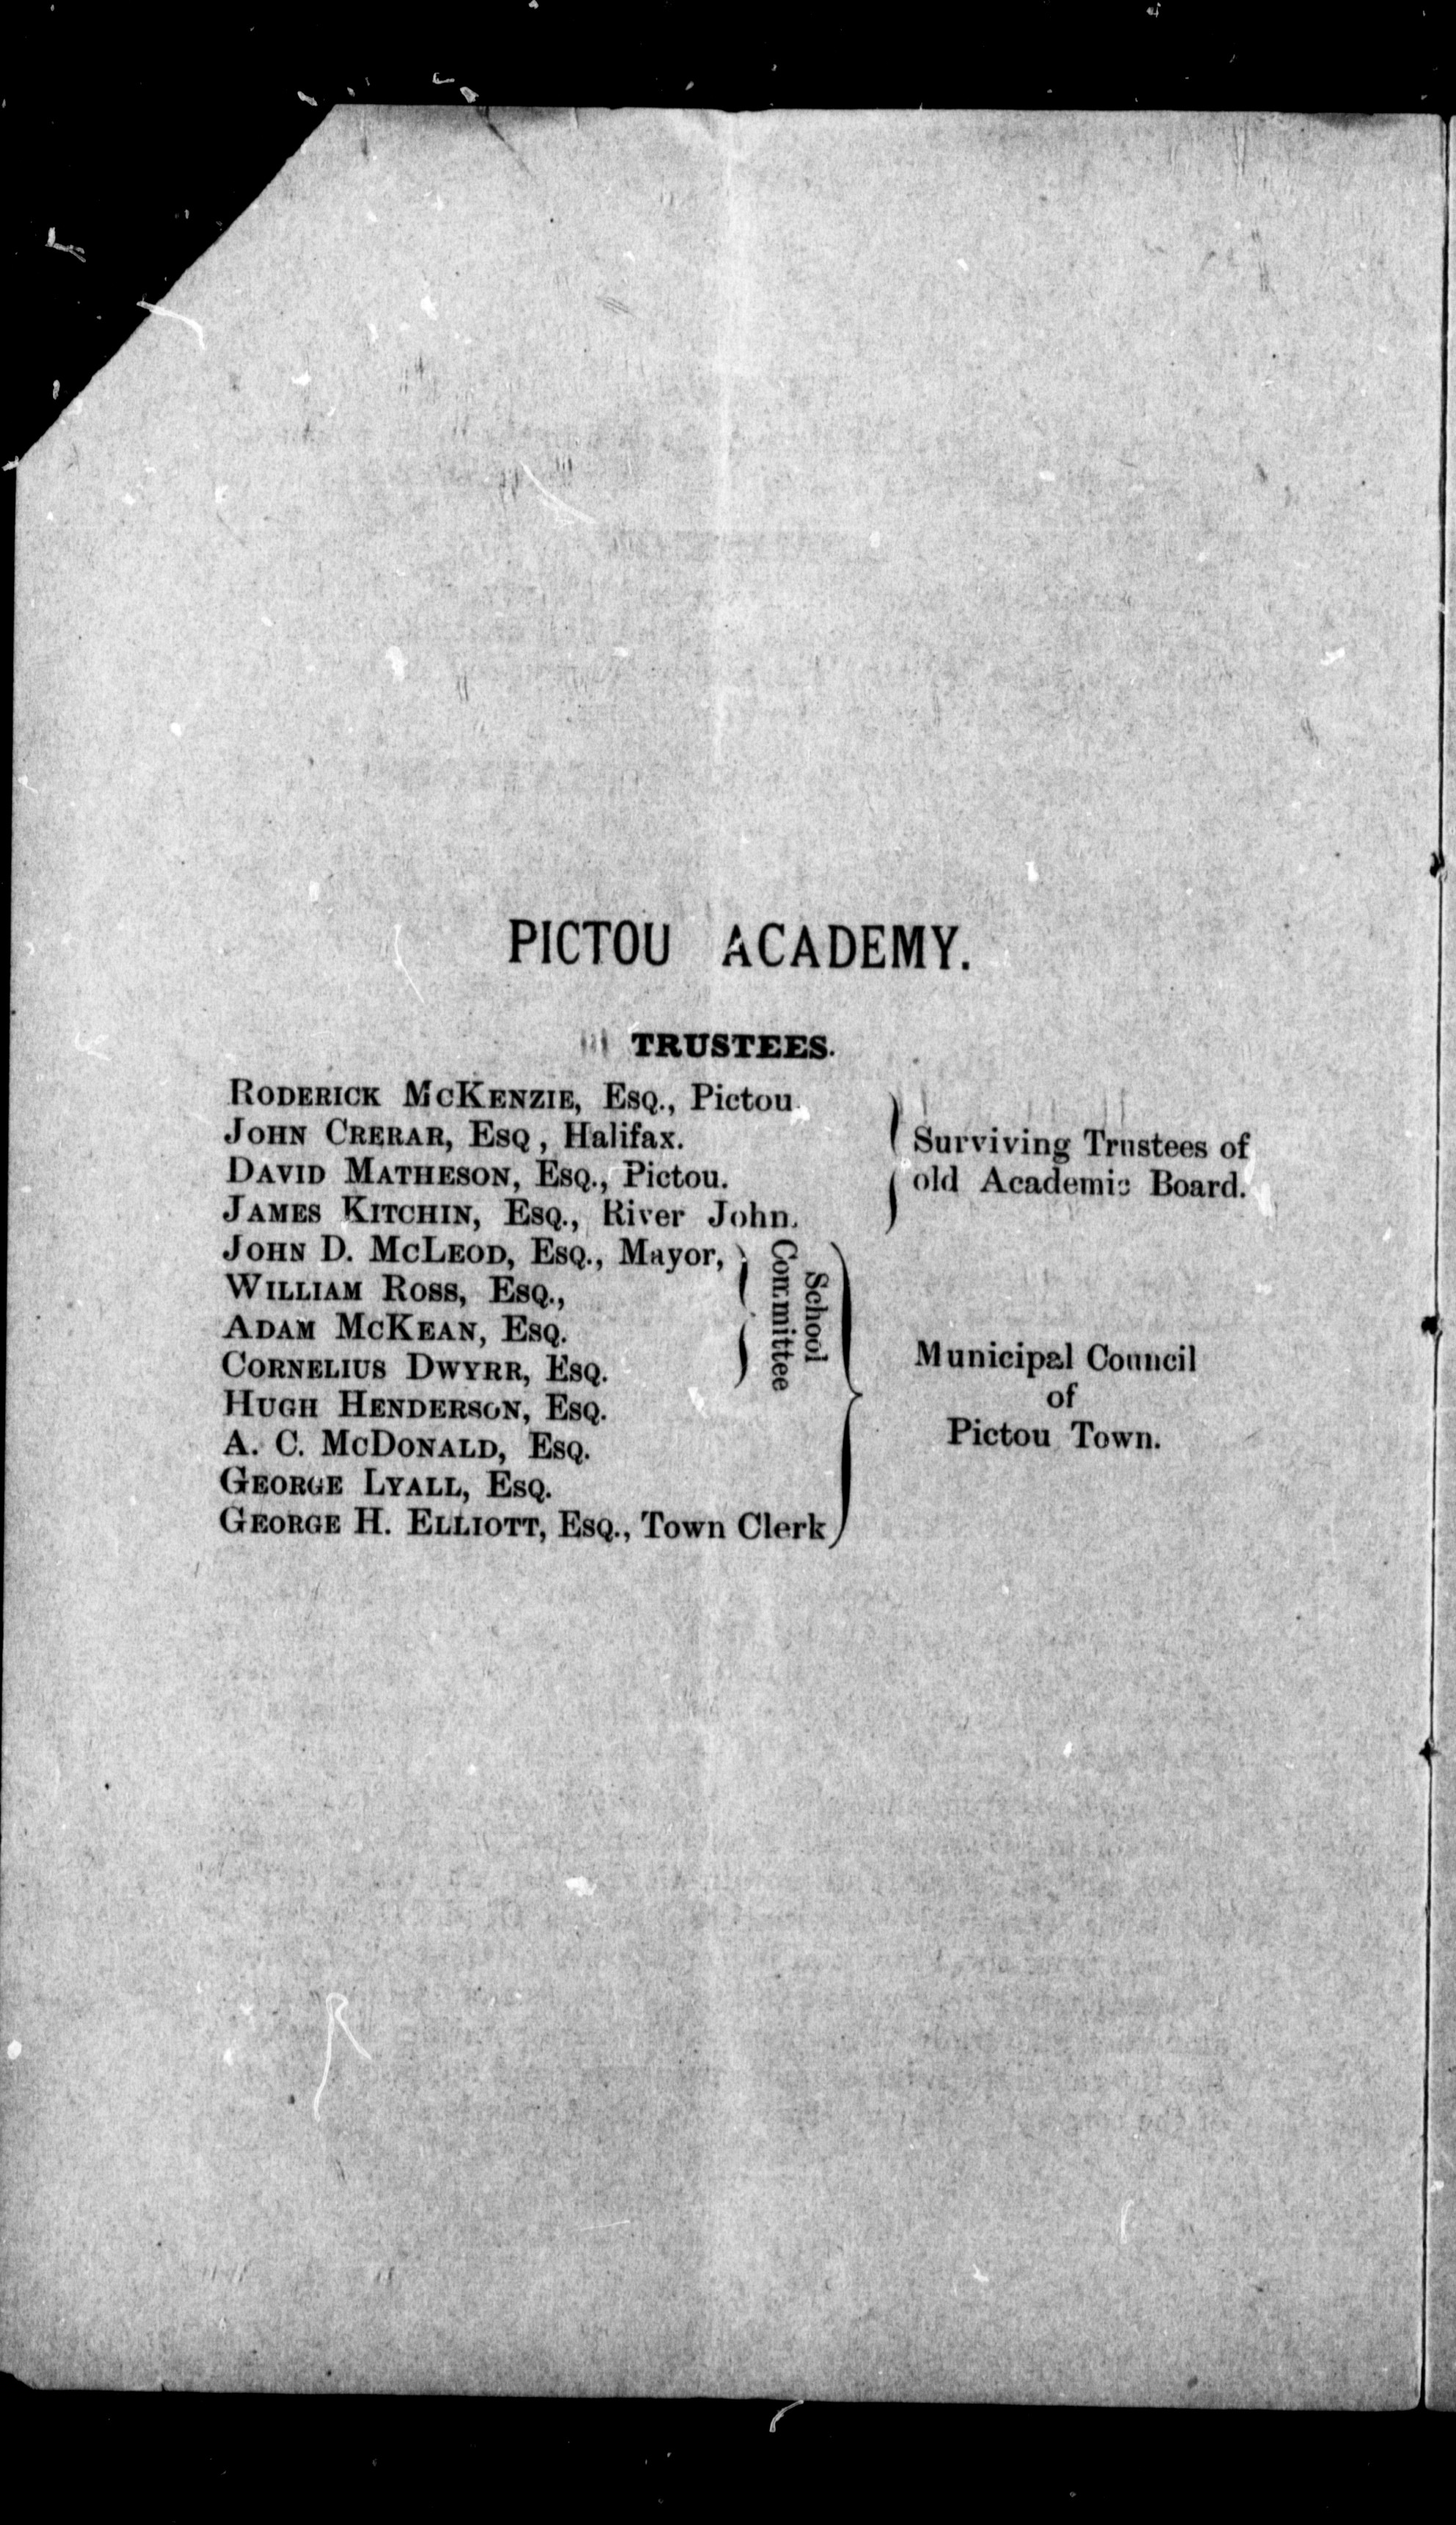 PICTOU ACADEMY.
TRUSTEES.
RODERICK MCKENZIE, ESQ., Pictou.
JOHN CRERAR, ESQ, Halifax.
DAVID MATHESON, ESQ., Pictou.
JAMES KITCHIN, ESQ., River John.
Surviving Trustees of
old Academic Board.
JOHN D. MCLEOD, ESQ., Mayor,
WILLIAM ROSS, ESQ.,
ADAM MCKEAN, ESQ.
CORNELIUS DWYRR, ESQ.
School
Committee
HUGH HENDERSON, ESQ.
A. C. MCDONALD, ESQ.
GEORGE LYALL, ESQ.
GEORGE H. ELLIOTT, ESQ., Town Clerk
Municipal Council
of
Pictou Town.